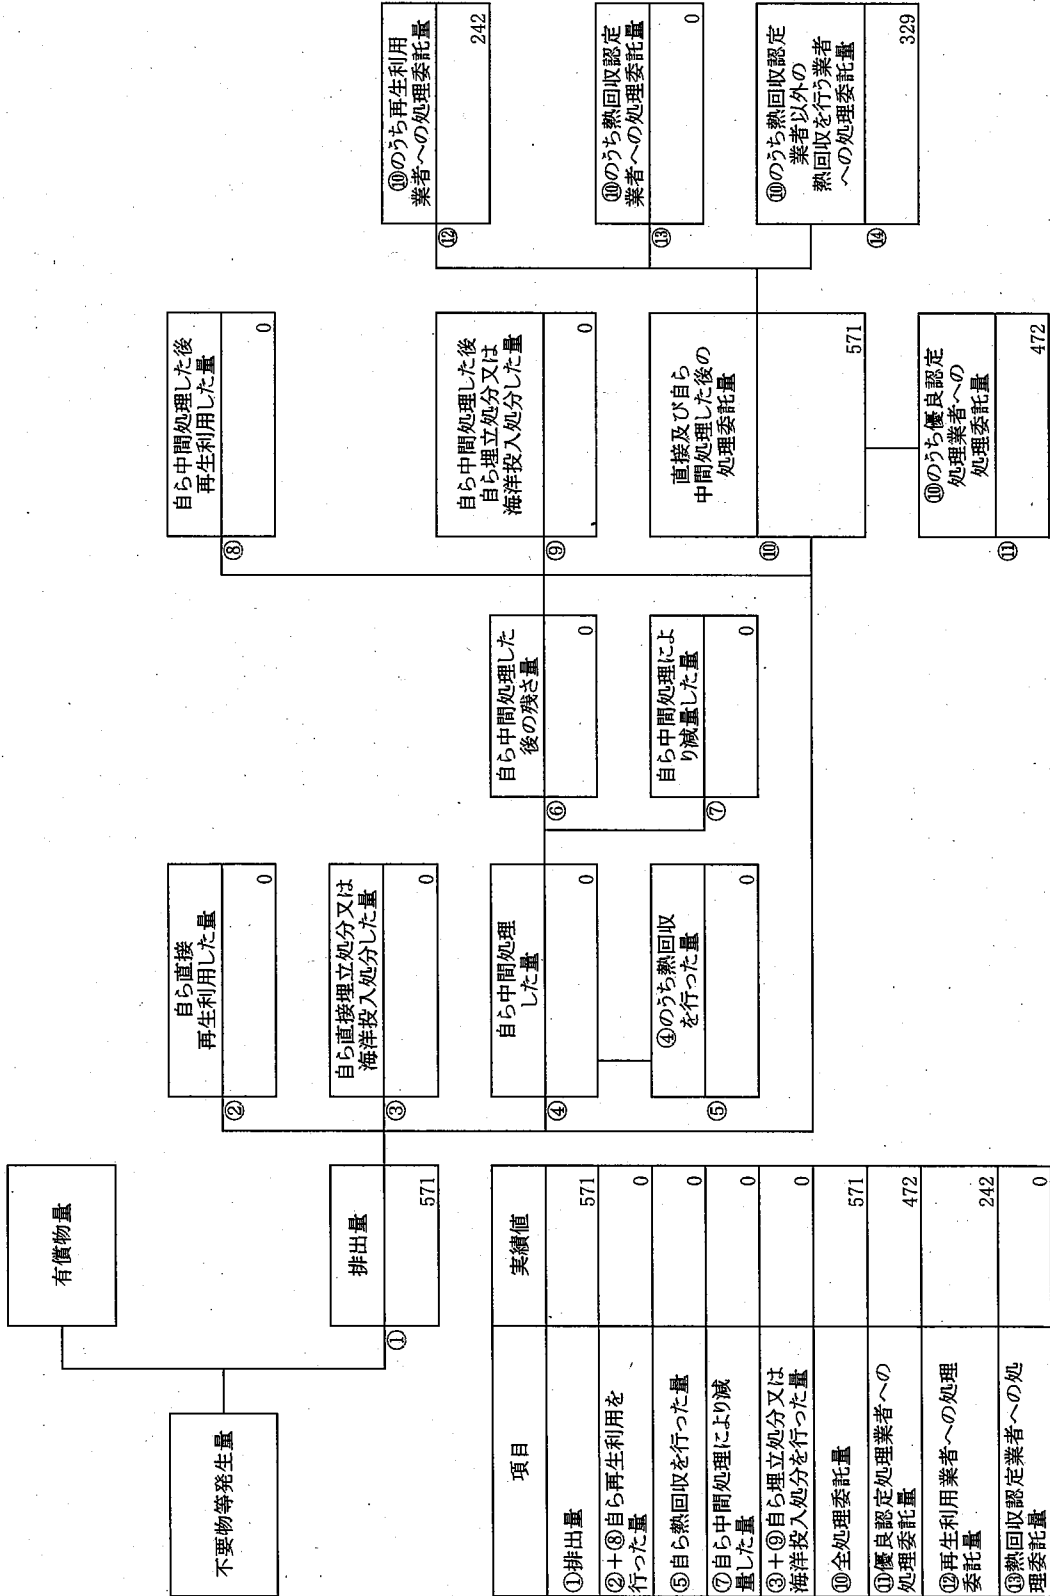 不要物等発生量
有償物量
排出量
①
571
自ら直接
再生利用した量
②
0
自ら直接埋立処分又は
海洋投入処分した量
③
0
自ら中間処理
した量
④
0
④のうち熱回収
を行った量
⑤
0
自ら中間処理した
後の残さ量
⑥
0
自ら中間処理によ
り減量した量
⑦
0
自ら中間処理した後
再生利用した量
⑧
0
自ら中間処理した後
自ら埋立処分又は
海洋投入処分した量
⑨
0
直接及び自ら
中間処理した後の
処理委託量
⑩
571
⑩のうち優良認定
処理業者への
処理委託量
⑪
472
⑩のうち再生利用
業者への処理委託量
⑫
242
⑩のうち熱回収認定
業者への処理委託量
⑬
0
⑩のうち熱回収認定
業者以外の
熱回収を行う業者
への処理委託量
⑭
329
項目
実績値
①排出量
571
②＋⑧自ら再生利用を
行った量
0
⑤自ら熱回収を行った量
0
⑦自ら中間処理により減
量した量
0
③＋⑨自ら埋立処分又は
海洋投入処分を行った量
0
⑩全処理委託量
571
⑪優良認定処理業者への
処理委託量
472
⑫再生利用業者への処理
委託量
242
⑬熱回収認定業者への処
理委託量
0